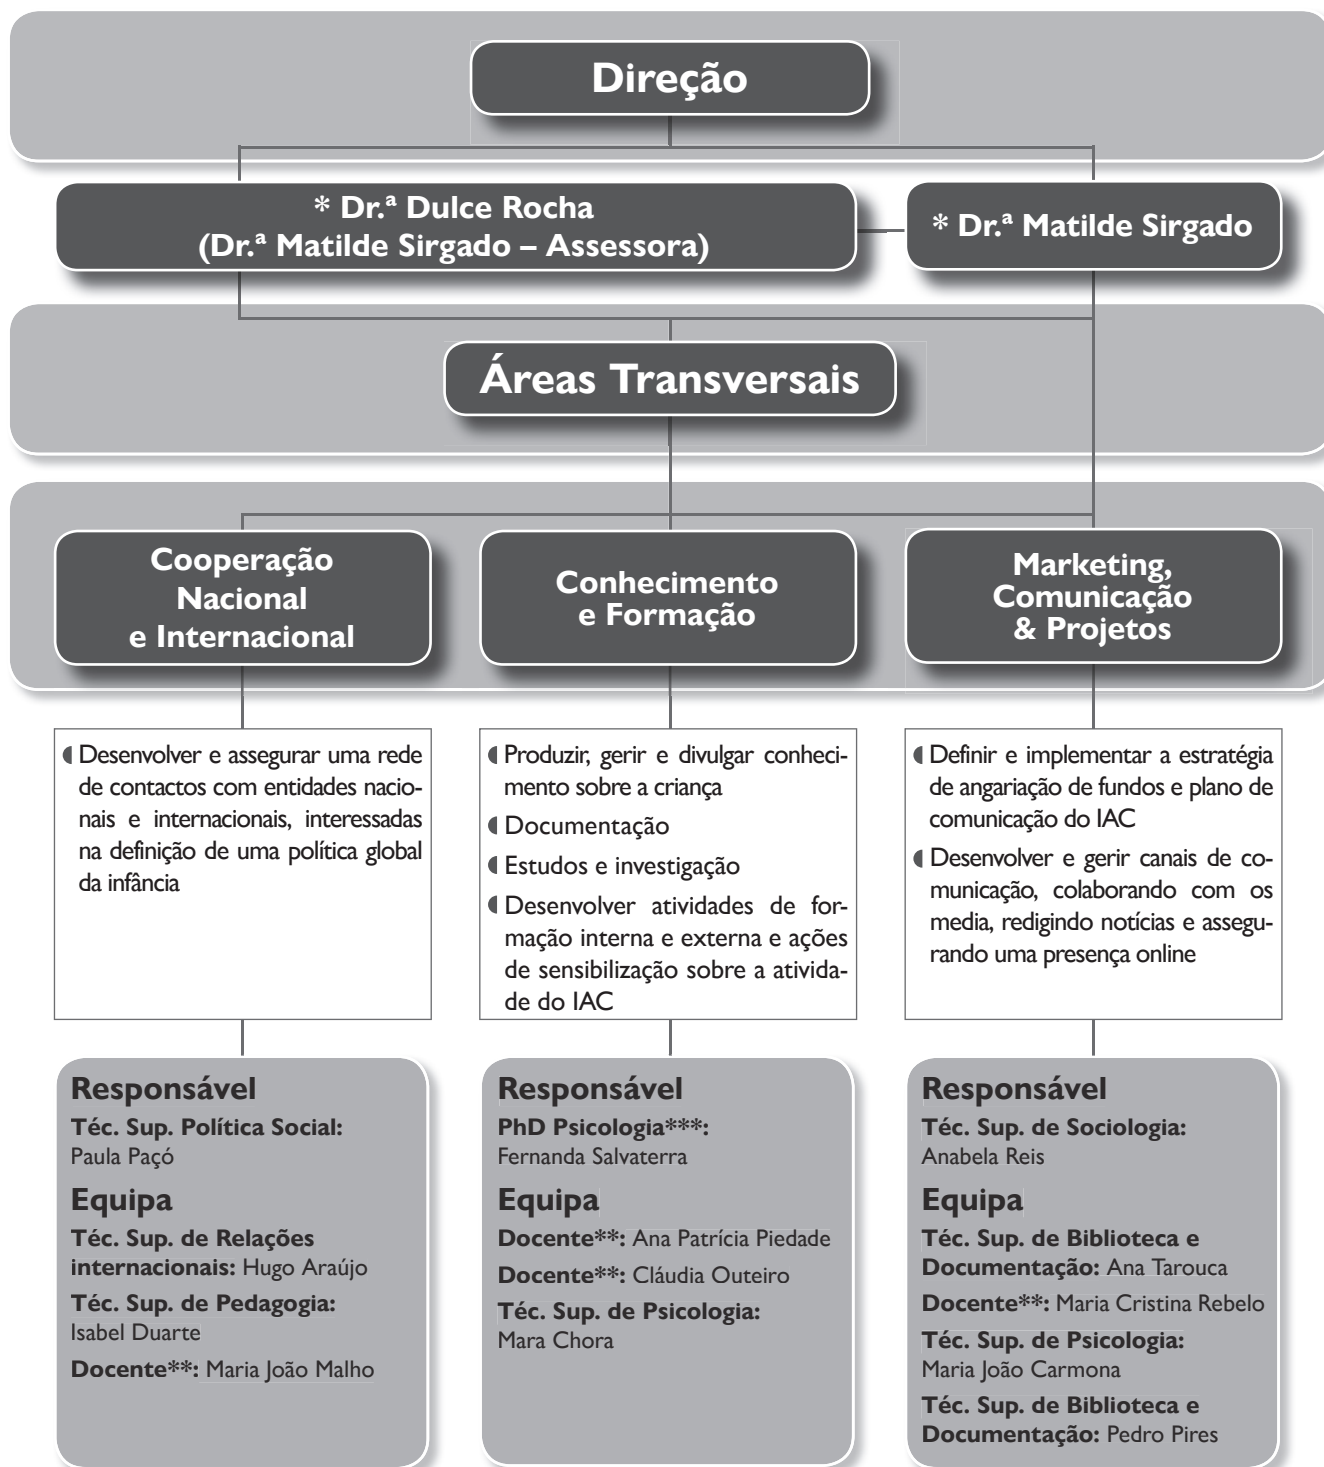 Direção
* Dr.ª Dulce Rocha
(Dr.ª Matilde Sirgado – Assessora)
* Dr.ª Matilde Sirgado
Áreas Transversais
Cooperação
Nacional
e Internacional
Conhecimento
e Formação
Marketing,
Comunicação
& Projetos
Desenvolver e assegurar uma rede
de contactos com entidades nacio-
nais e internacionais, interessadas
na definição de uma política global
da infância
Produzir, gerir e divulgar conheci-
mento sobre a criança
Documentação
Estudos e investigação
Desenvolver atividades de for-
mação interna e externa e ações
de sensibilização sobre a ativida-
de do IAC
Definir e implementar a estratégia
de angariação de fundos e plano de
comunicação do IAC
Desenvolver e gerir canais de co-
municação, colaborando com os
media, redigindo notícias e assegu-
rando uma presença online
Responsável
Téc. Sup. Política Social:
Paula Paçó
Equipa
Téc. Sup. de Relações
internacionais: Hugo Araújo
Téc. Sup. de Pedagogia:
Isabel Duarte
Docente**: Maria João Malho
Responsável
PhD Psicologia***:
Fernanda Salvaterra
Equipa
Docente**: Ana Patrícia Piedade
Docente**: Cláudia Outeiro
Téc. Sup. de Psicologia:
Mara Chora
Responsável
Téc. Sup. de Sociologia:
Anabela Reis
Equipa
Téc. Sup. de Biblioteca e
Documentação: Ana Tarouca
Docente**: Maria Cristina Rebelo
Téc. Sup. de Psicologia:
Maria João Carmona
Téc. Sup. de Biblioteca e
Documentação: Pedro Pires